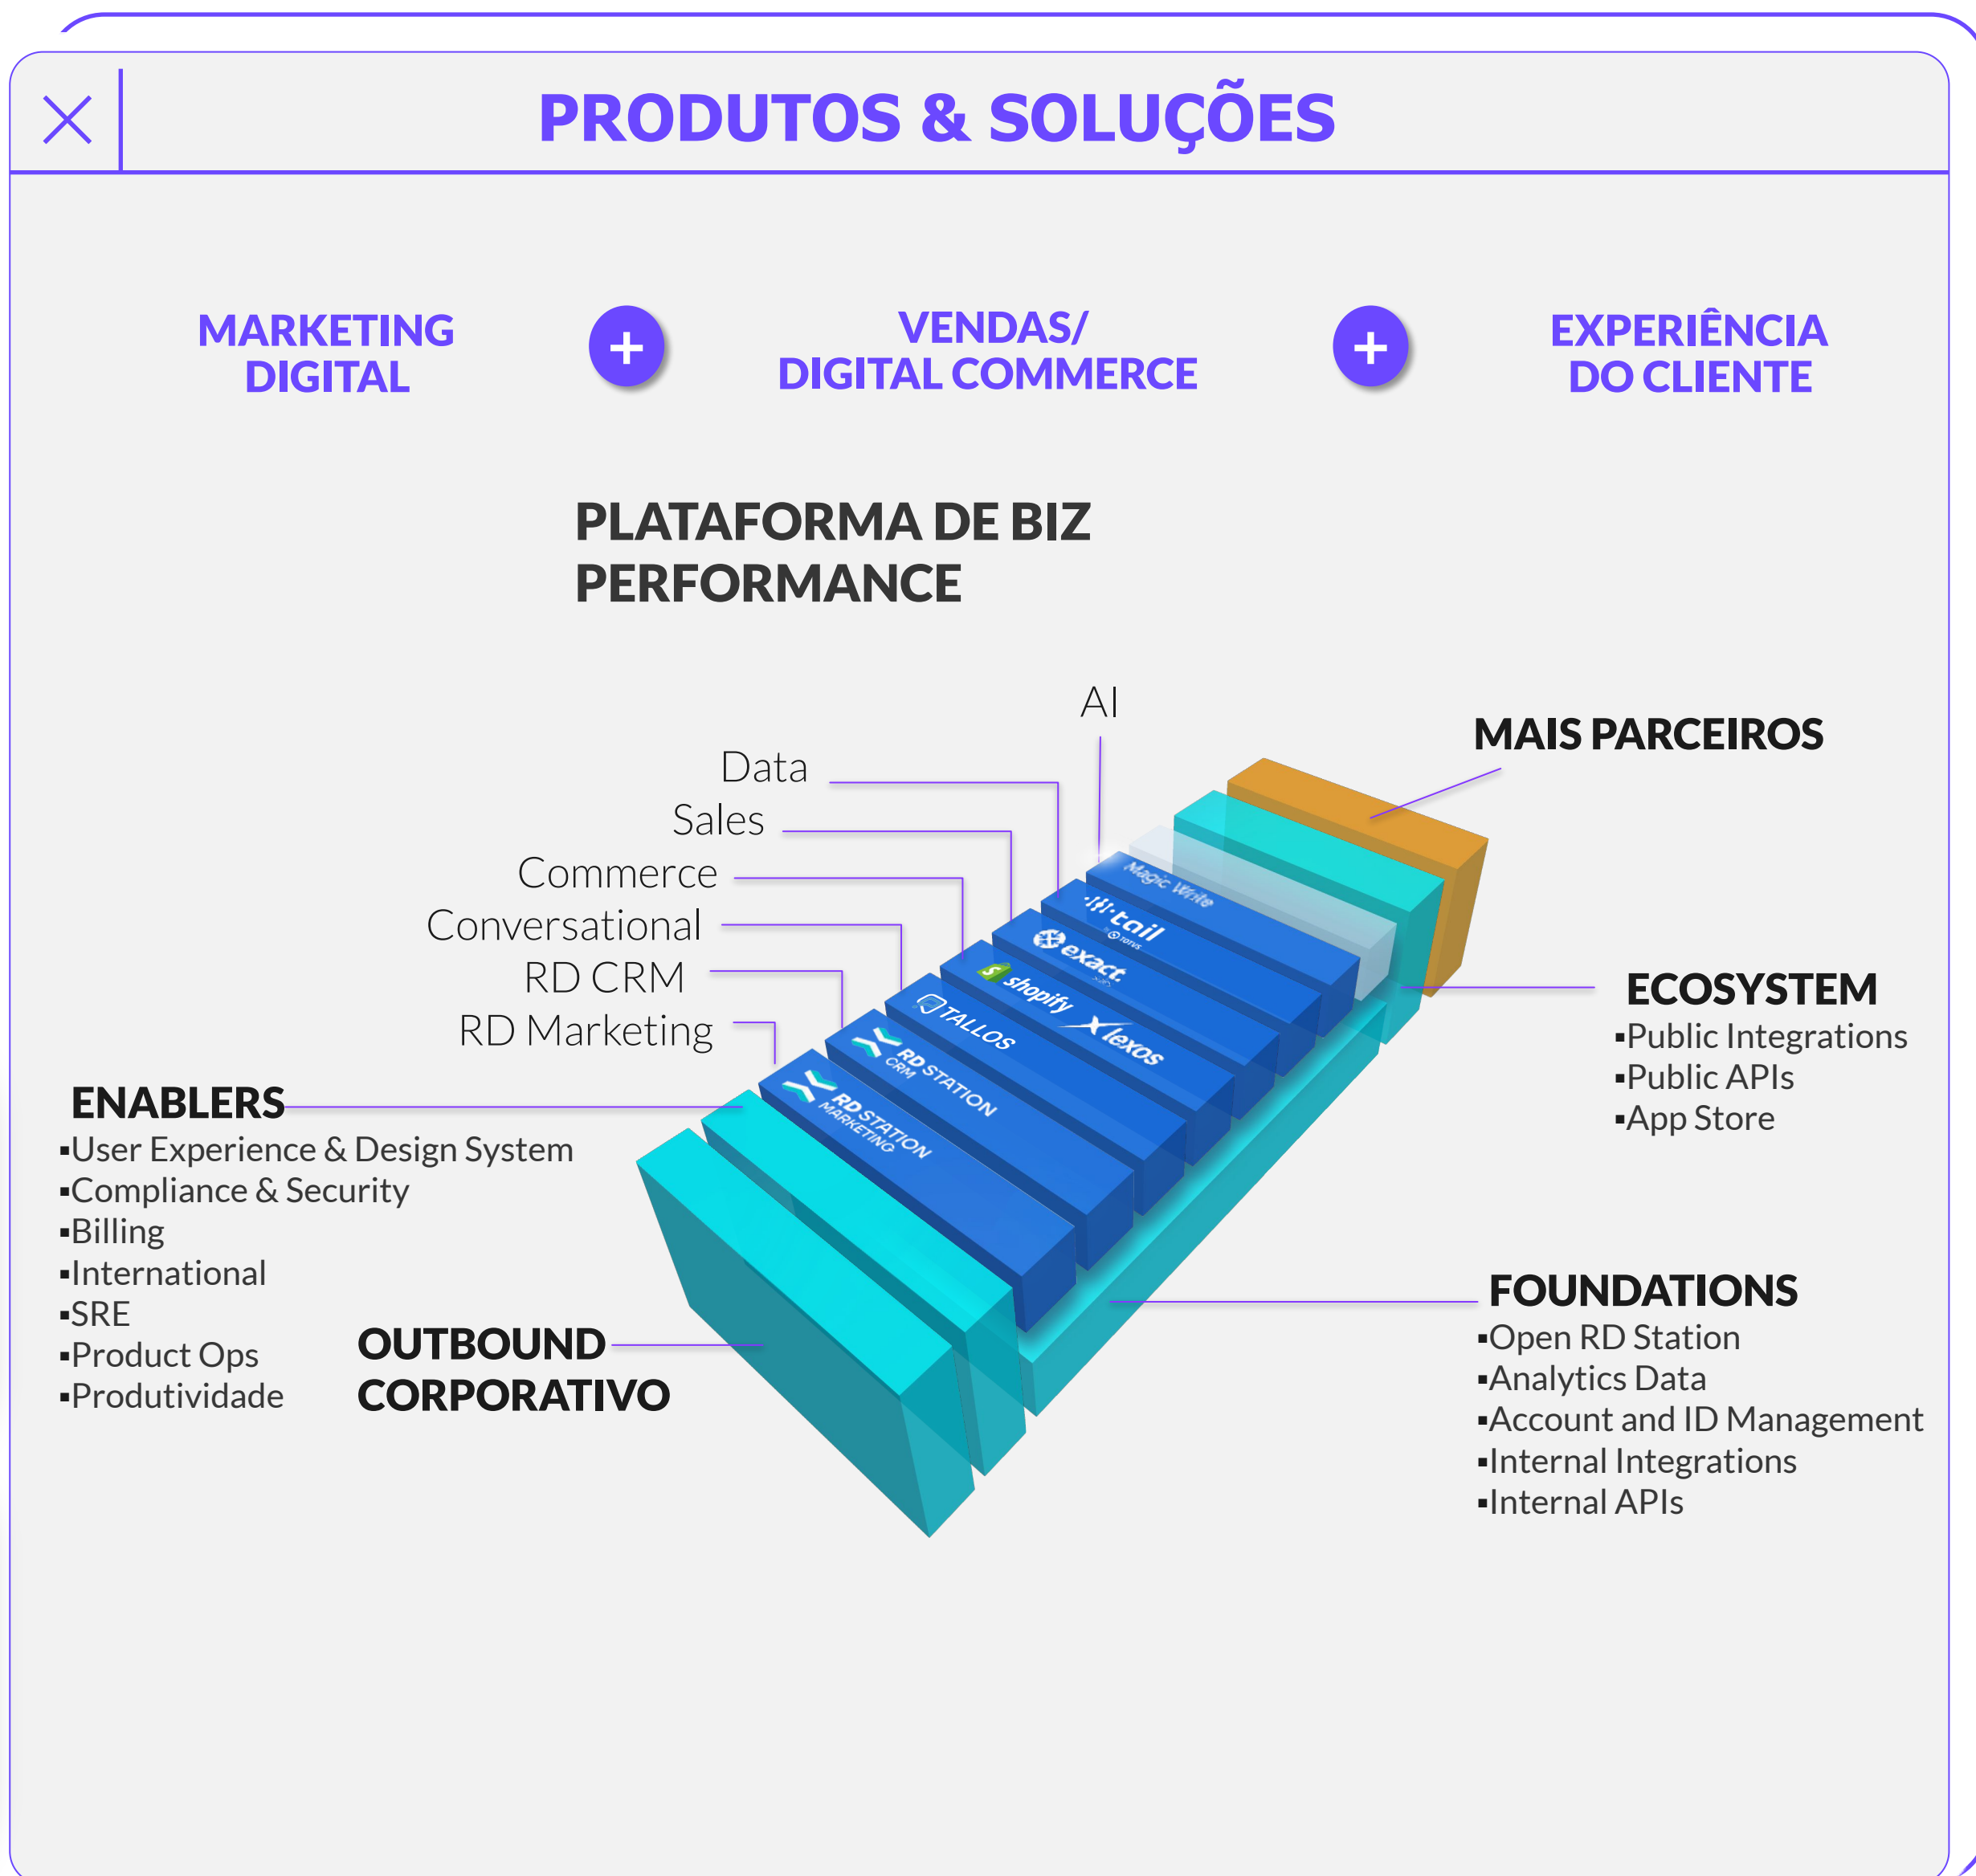 PRODUTOS & SOLUÇÕES
MARKETING
DIGITAL
+
VENDAS/
DIGITAL COMMERCE
+
EXPERIÊNCIA
DO CLIENTE
PLATAFORMA DE BIZ
PERFORMANCE
AI
Data
Sales
Commerce
Conversational
RD CRM
RD Marketing
MAIS PARCEIROS
Magic Write
tail
TOTVS
exact
shopify
lexos
TALLOS
RD STATION
CRM
RD STATION
MARKETING
ENABLERS
▪User Experience & Design System
▪Compliance & Security
▪Billing
▪International
▪SRE
▪Product Ops
▪Produtividade
OUTBOUND
CORPORATIVO
ECOSYSTEM
▪Public Integrations
▪Public APIs
▪App Store
FOUNDATIONS
▪Open RD Station
▪Analytics Data
▪Account and ID Management
▪Internal Integrations
▪Internal APIs